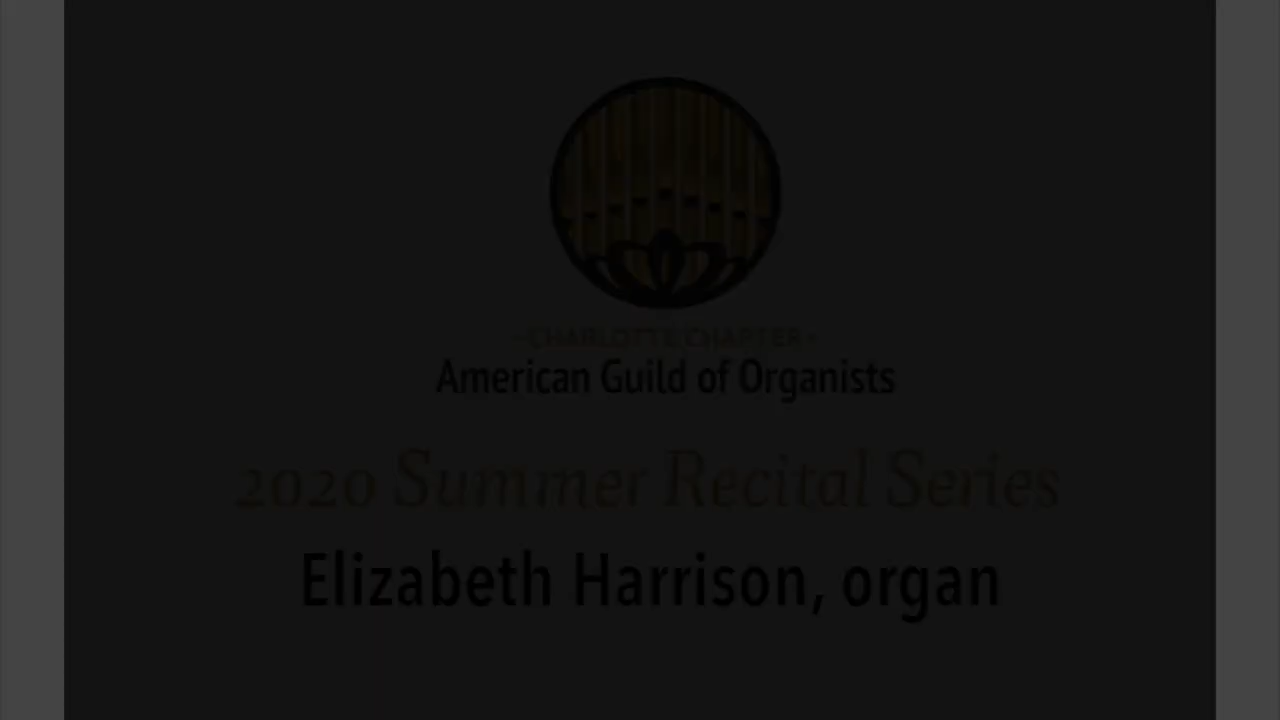 -CHARLOTTE CHAPTER-
American Guild of Organists
2020 Summer Recital Series
Elizabeth Harrison, organ